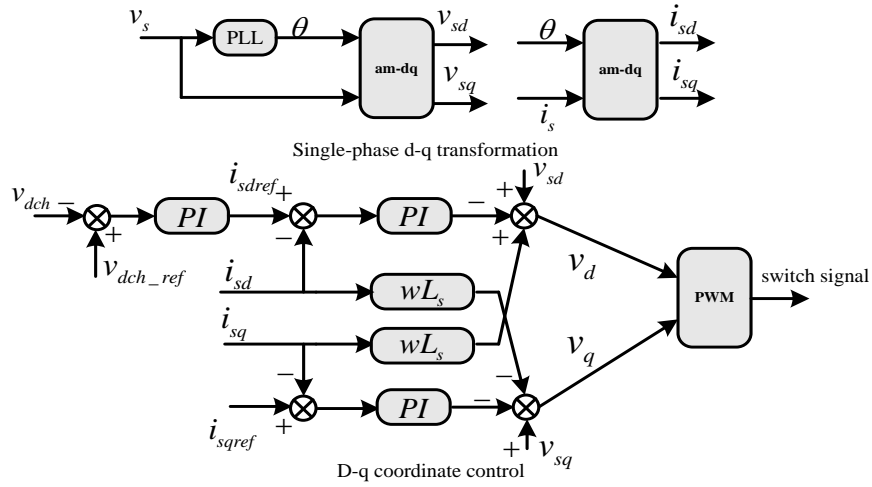 v_s
PLL
θ
am-dq
v_sd
v_sq
θ
i_s
am-dq
i_sd
i_sq
Single-phase d-q transformation
v_dch
−
+
v_dch_ref
PI
i_sdref
+
−
PI
−
+
+
v_sd
i_sd
wL_s
i_sq
wL_s
v_d
v_q
PWM
switch signal
−
+
i_sqref
PI
−
−
+
v_sq
D-q coordinate control